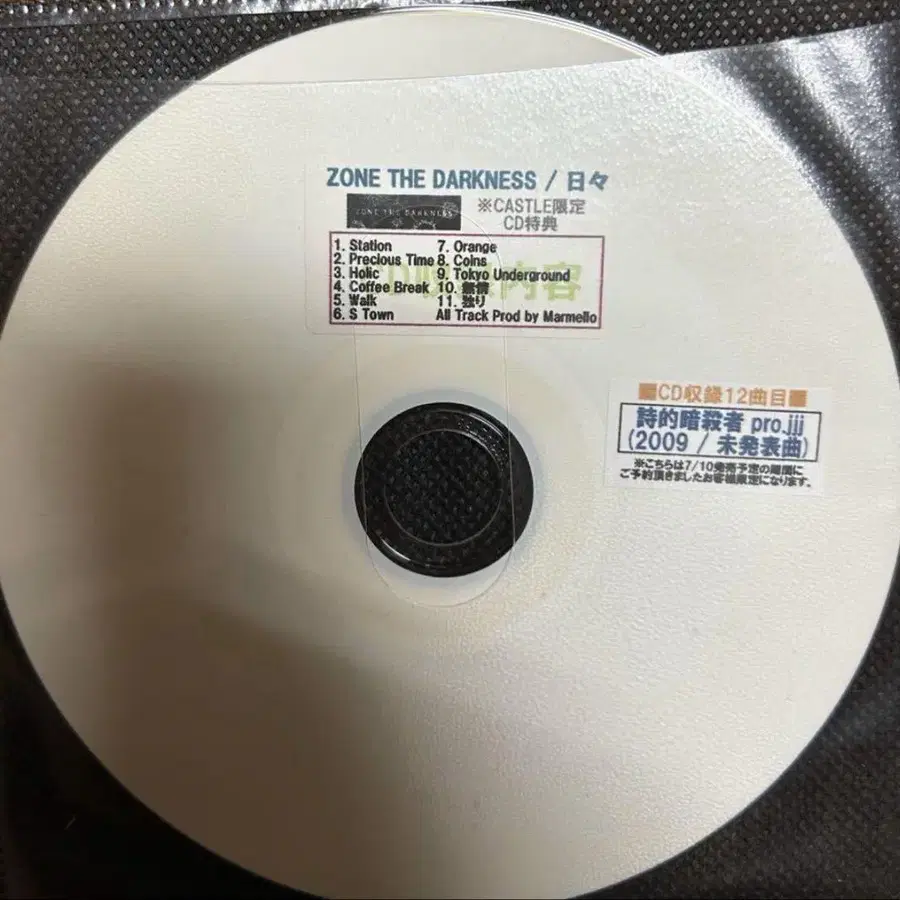 ZONE THE DARKNESS / 日々
ZONE THE DARKNESS
※CASTLE限定
CD特典
CD収録内容
1. Station 7. Orange
2. Precious Time 8. Coins
3. Holic 9. Tokyo Underground
4. Coffee Break 10. 無情
5. Walk 11. 独り
6. S Town All Track Prod by Marmello
■CD収録12曲目■
詩的暗殺者 pro.jjj
(2009 / 未発表曲)
※こちらは7/10発売予定の期間に
ご予約頂きましたお客様限定になります。